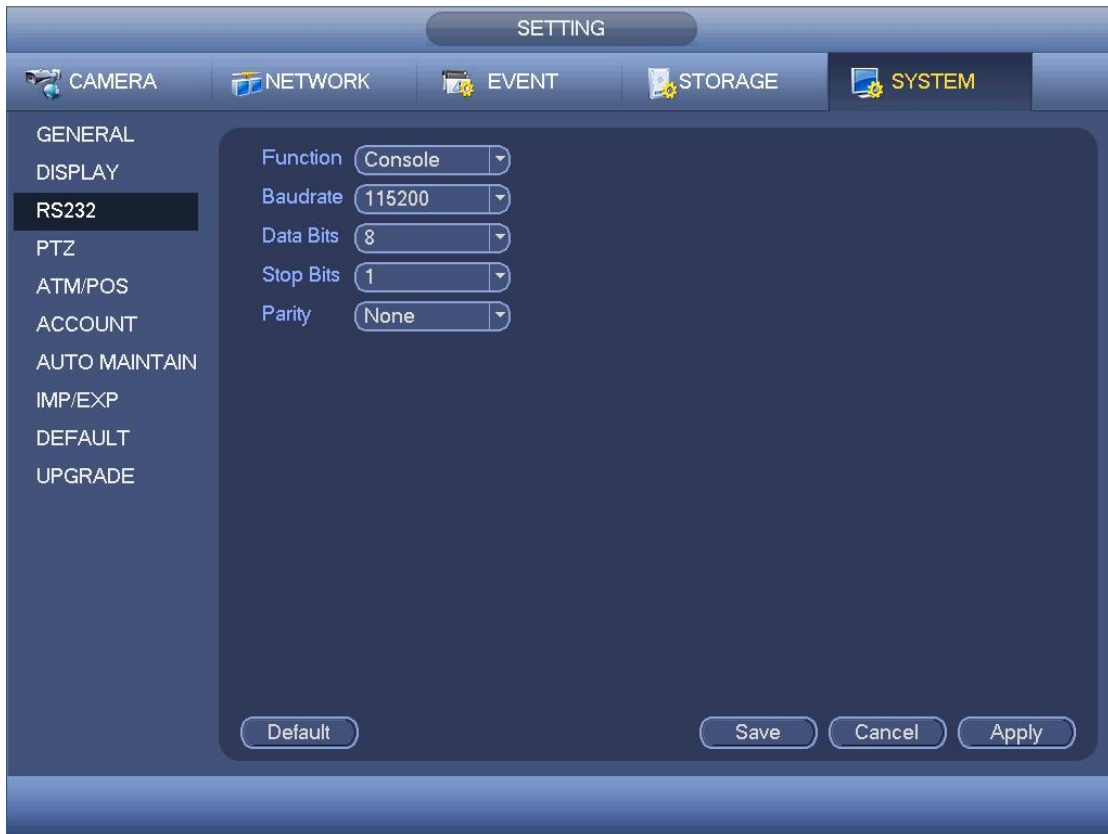 SETTING
CAMERA NETWORK EVENT STORAGE SYSTEM
GENERAL
DISPLAY
RS232
PTZ
ATM/POS
ACCOUNT
AUTO MAINTAIN
IMP/EXP
DEFAULT
UPGRADE
Function Console
Baudrate 115200
Data Bits 8
Stop Bits 1
Parity None
Default Save Cancel Apply